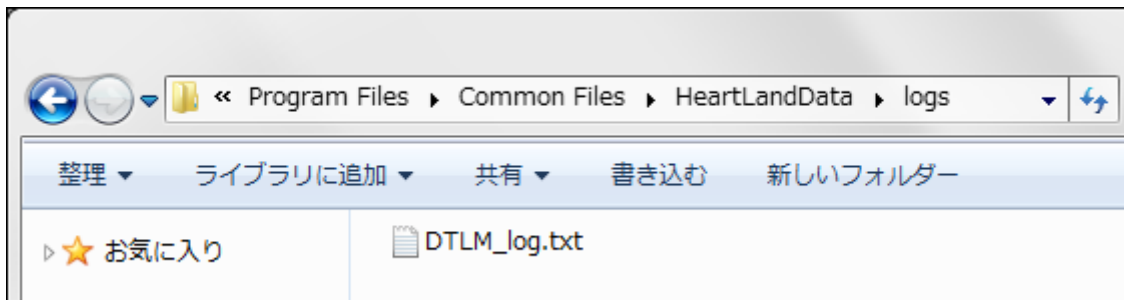 « Program Files ▸ Common Files ▸ HeartLandData ▸ logs
整理 ▼ ライブラリに追加 ▼ 共有 ▼ 書き込む 新しいフォルダー
お気に入り
DTLM_log.txt